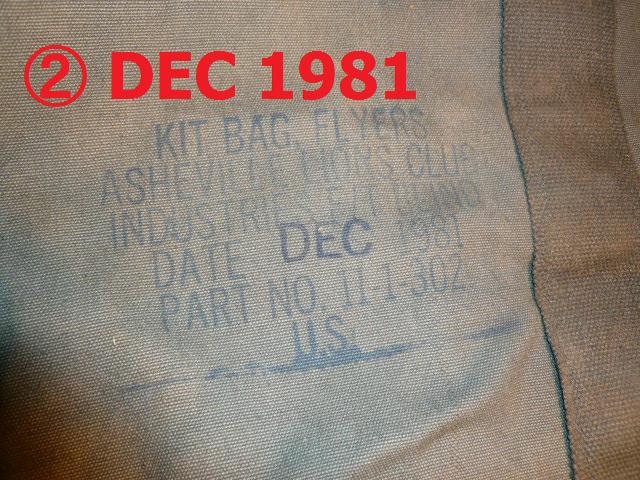 ② DEC 1981
KIT BAG, FLYERS
ASHEVILLE LIONS CLUB
INDUSTRIES F/T BLIND
DATE DEC 1981
PART NO. 11-1-302
U.S.